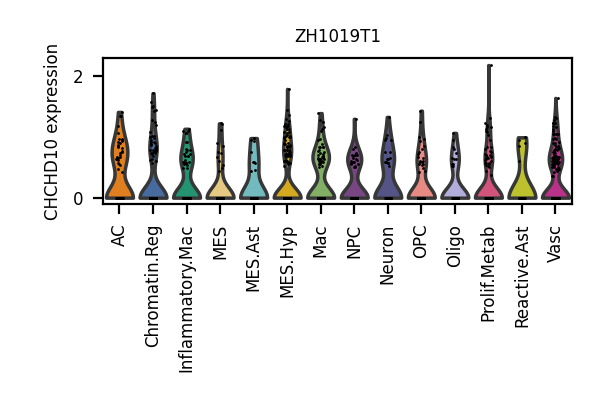 ZH1019T1
CHCHD10 expression
2
0
AC
Chromatin.Reg
Inflammatory.Mac
MES
MES.Ast
MES.Hyp
Mac
NPC
Neuron
OPC
Oligo
Prolif.Metab
Reactive.Ast
Vasc